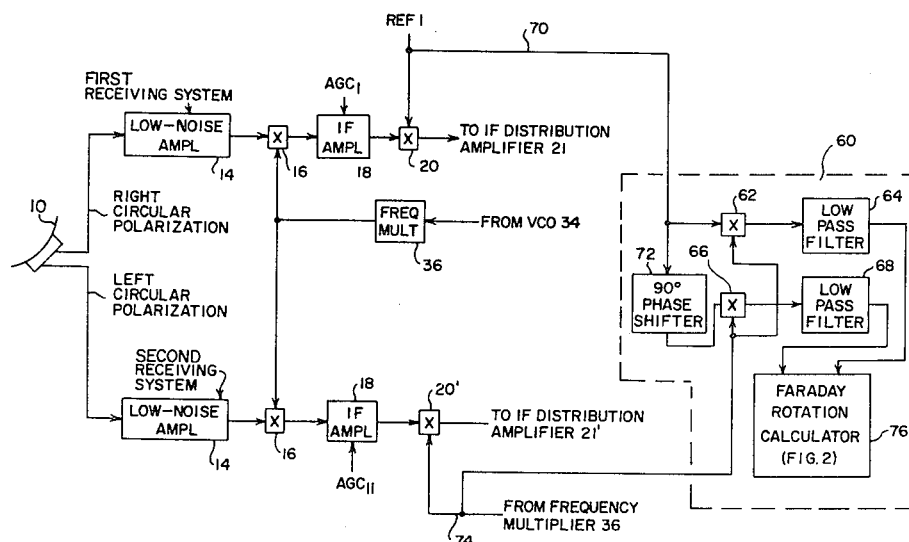 REF 1
70
FIRST
RECEIVING SYSTEM
AGC I
LOW-NOISE
AMPL
14
X
16
IF
AMPL
18
X
20
TO IF DISTRIBUTION
AMPLIFIER 21
60
10
RIGHT
CIRCULAR
POLARIZATION
FREQ
MULT
36
FROM VCO 34
62
X
LOW
PASS
FILTER
64
LEFT
CIRCULAR
POLARIZATION
72
90°
PHASE
SHIFTER
66
X
LOW
PASS
FILTER
68
SECOND
RECEIVING
SYSTEM
LOW-NOISE
AMPL
14
X
16
18
IF
AMPL
AGC II
20'
X
TO IF DISTRIBUTION
AMPLIFIER 21'
FARADAY
ROTATION
CALCULATOR
(FIG. 2)
76
FROM FREQUENCY
MULTIPLIER 36
74